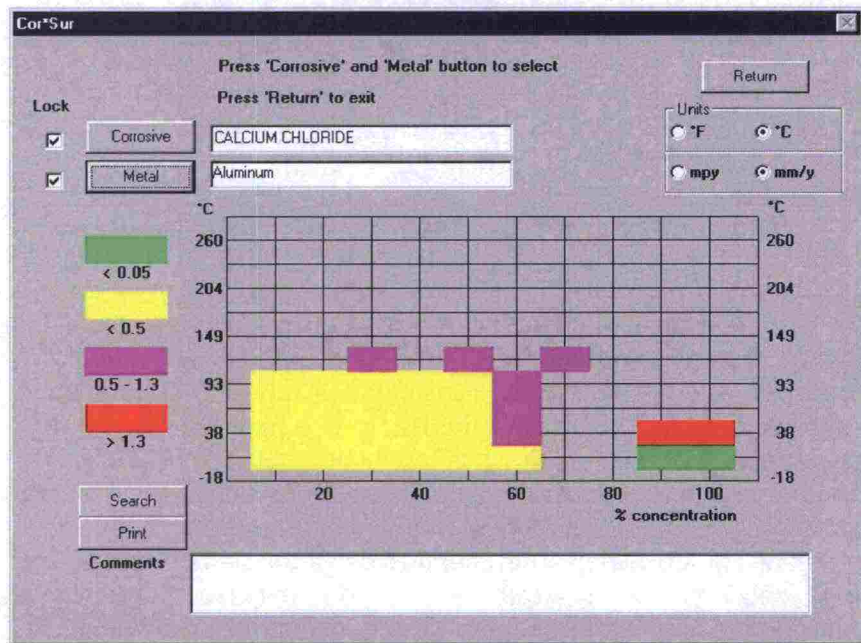 Cor*Sur
Press 'Corrosive' and 'Metal' button to select
Press 'Return' to exit
Return
Lock
Units
°F °C
mpy mm/y
Corrosive CALCIUM CHLORIDE
Metal Aluminum
°C °C
260 260
204 204
149 149
93 93
38 38
-18 -18
< 0.05
< 0.5
0.5 - 1.3
> 1.3
20 40 60 80 100
% concentration
Search
Print
Comments